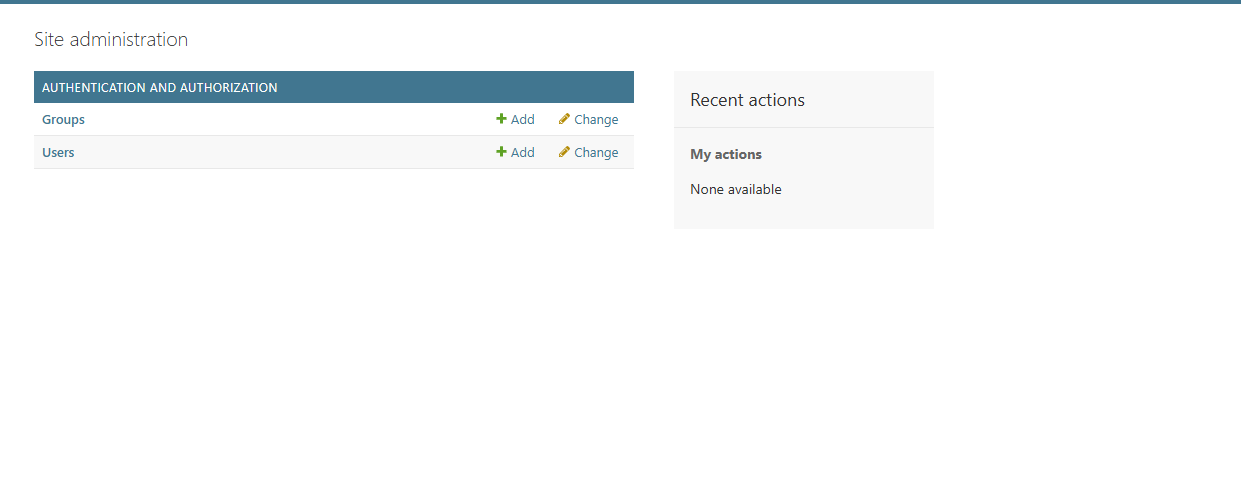 Site administration
AUTHENTICATION AND AUTHORIZATION
Groups Add Change
Users Add Change
Recent actions
My actions
None available